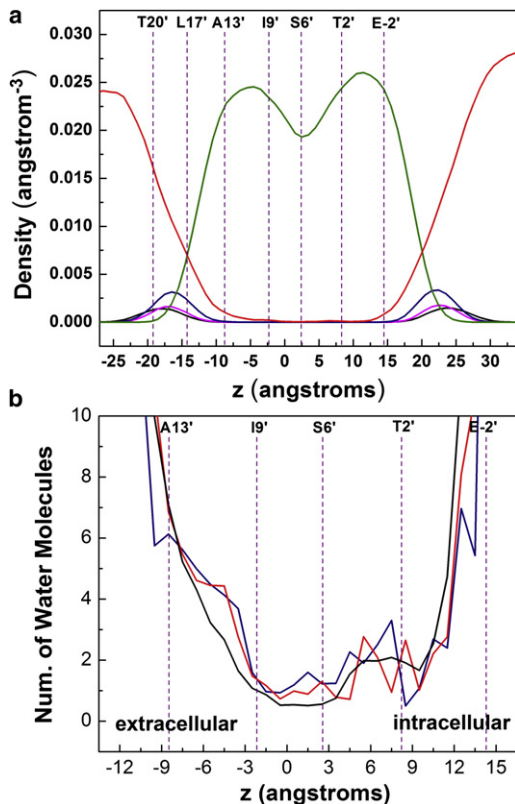 a
T20' L17' A13' I9' S6' T2' E-2'
0.030
0.025
0.020
0.015
0.010
0.005
0.000
Density (angstrom-3)
-25 -20 -15 -10 -5 0 5 10 15 20 25 30
z (angstroms)
b
A13' I9' S6' T2' E-2'
10
8
6
4
2
0
Num. of Water Molecules
extracellular intracellular
-12 -9 -6 -3 0 3 6 9 12 15
z (angstroms)